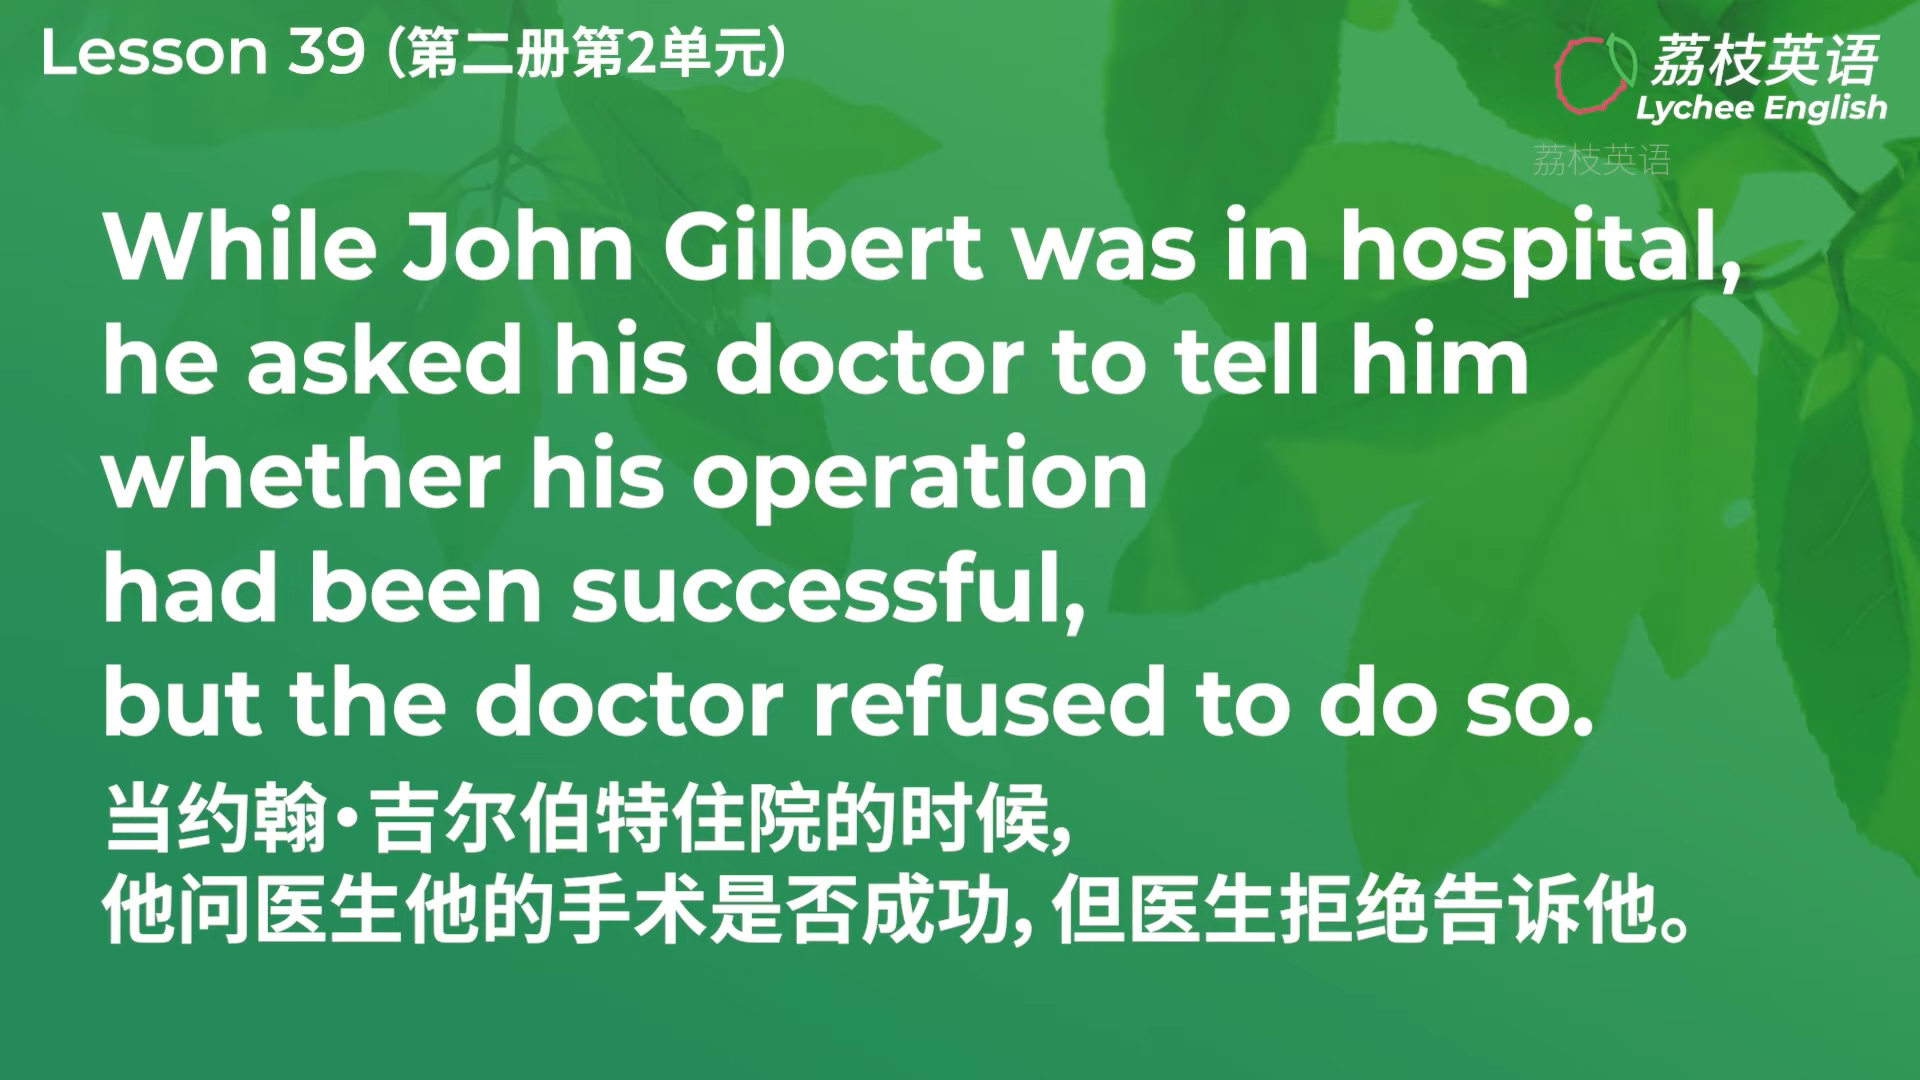 Lesson 39（第二册第2单元）
荔枝英语
Lychee English
荔枝英语
While John Gilbert was in hospital,
he asked his doctor to tell him
whether his operation
had been successful,
but the doctor refused to do so.
当约翰·吉尔伯特住院的时候,
他问医生他的手术是否成功, 但医生拒绝告诉他。